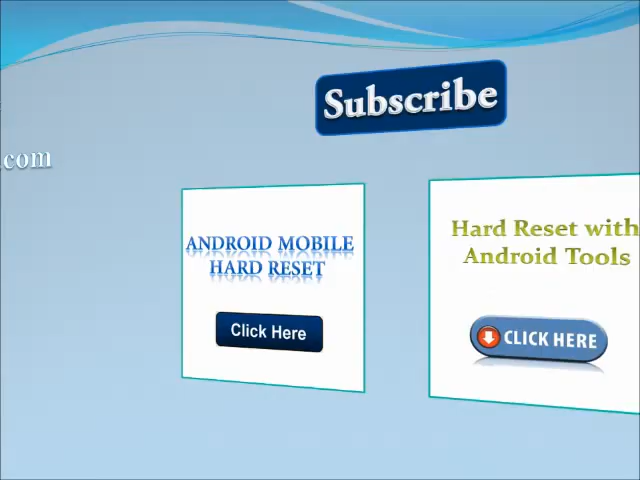 Subscribe
.com
ANDROID MOBILE
HARD RESET
Click Here
Hard Reset with
Android Tools
CLICK HERE